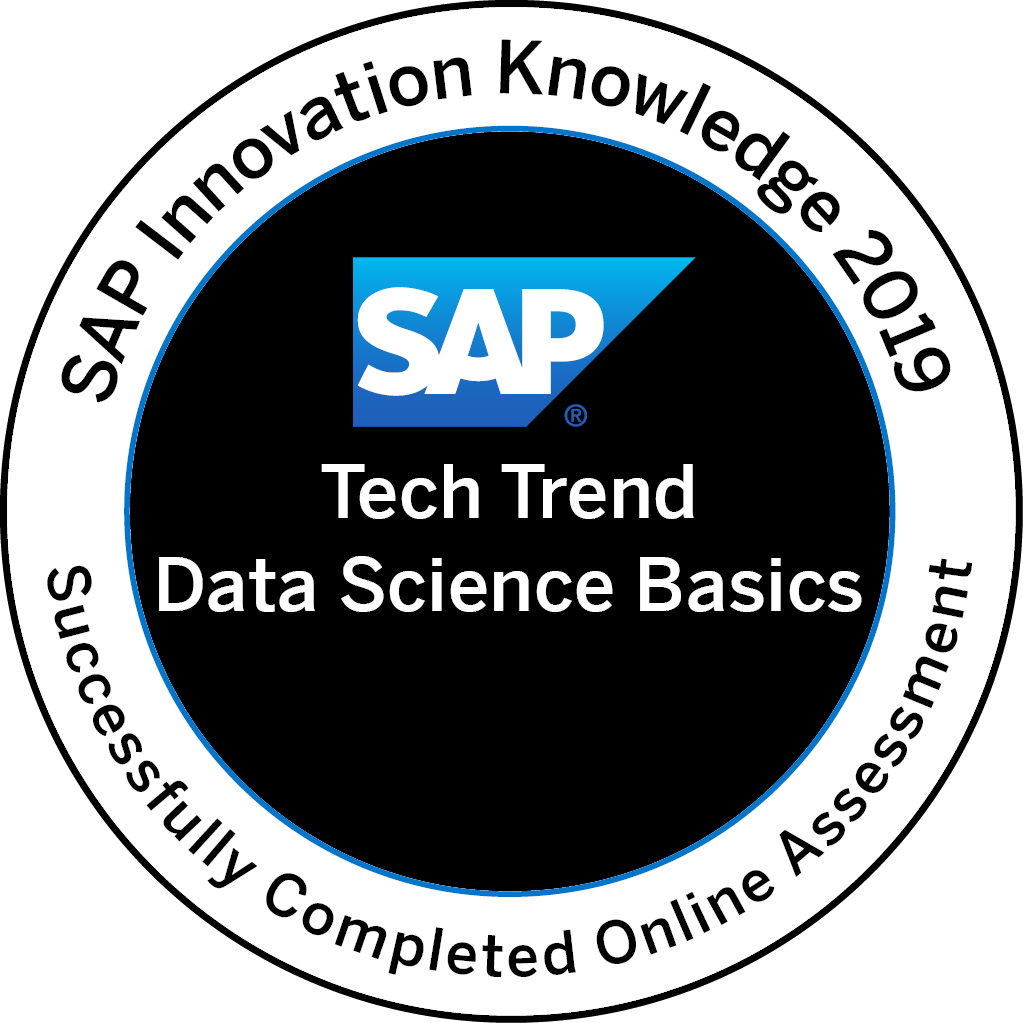 SAP Innovation Knowledge 2019
SAP®
Tech Trend
Data Science Basics
Successfully Completed Online Assessment